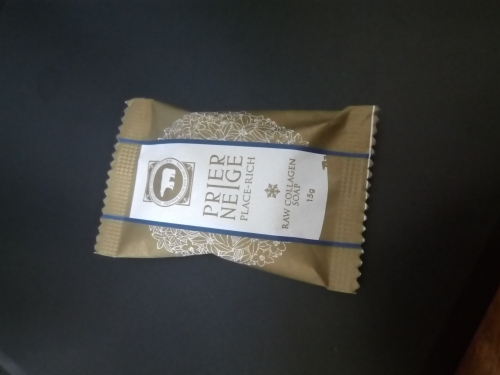 PRIER
NEIGE
PLACE-RICH
RAW COLLAGEN
SOAP
15g